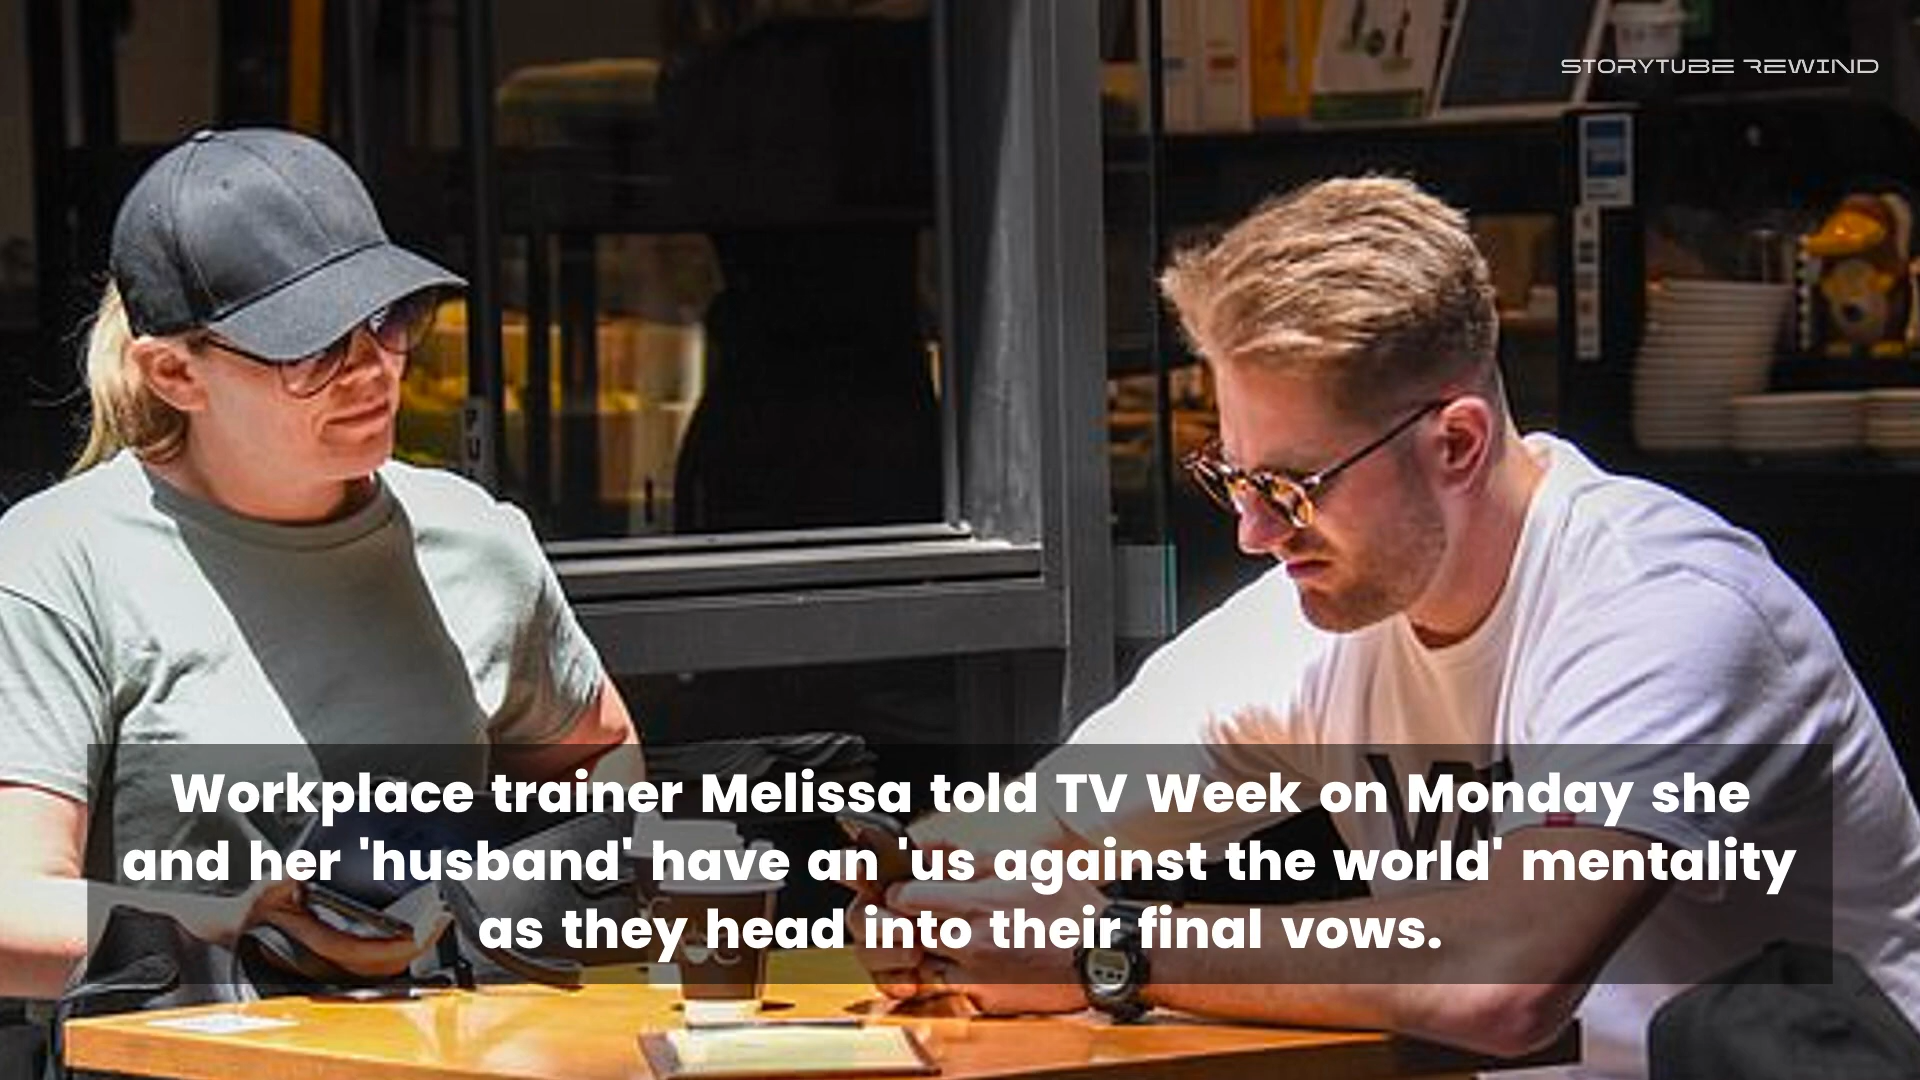 STORYTUBE REWIND
Workplace trainer Melissa told TV Week on Monday she
and her 'husband' have an 'us against the world' mentality
as they head into their final vows.